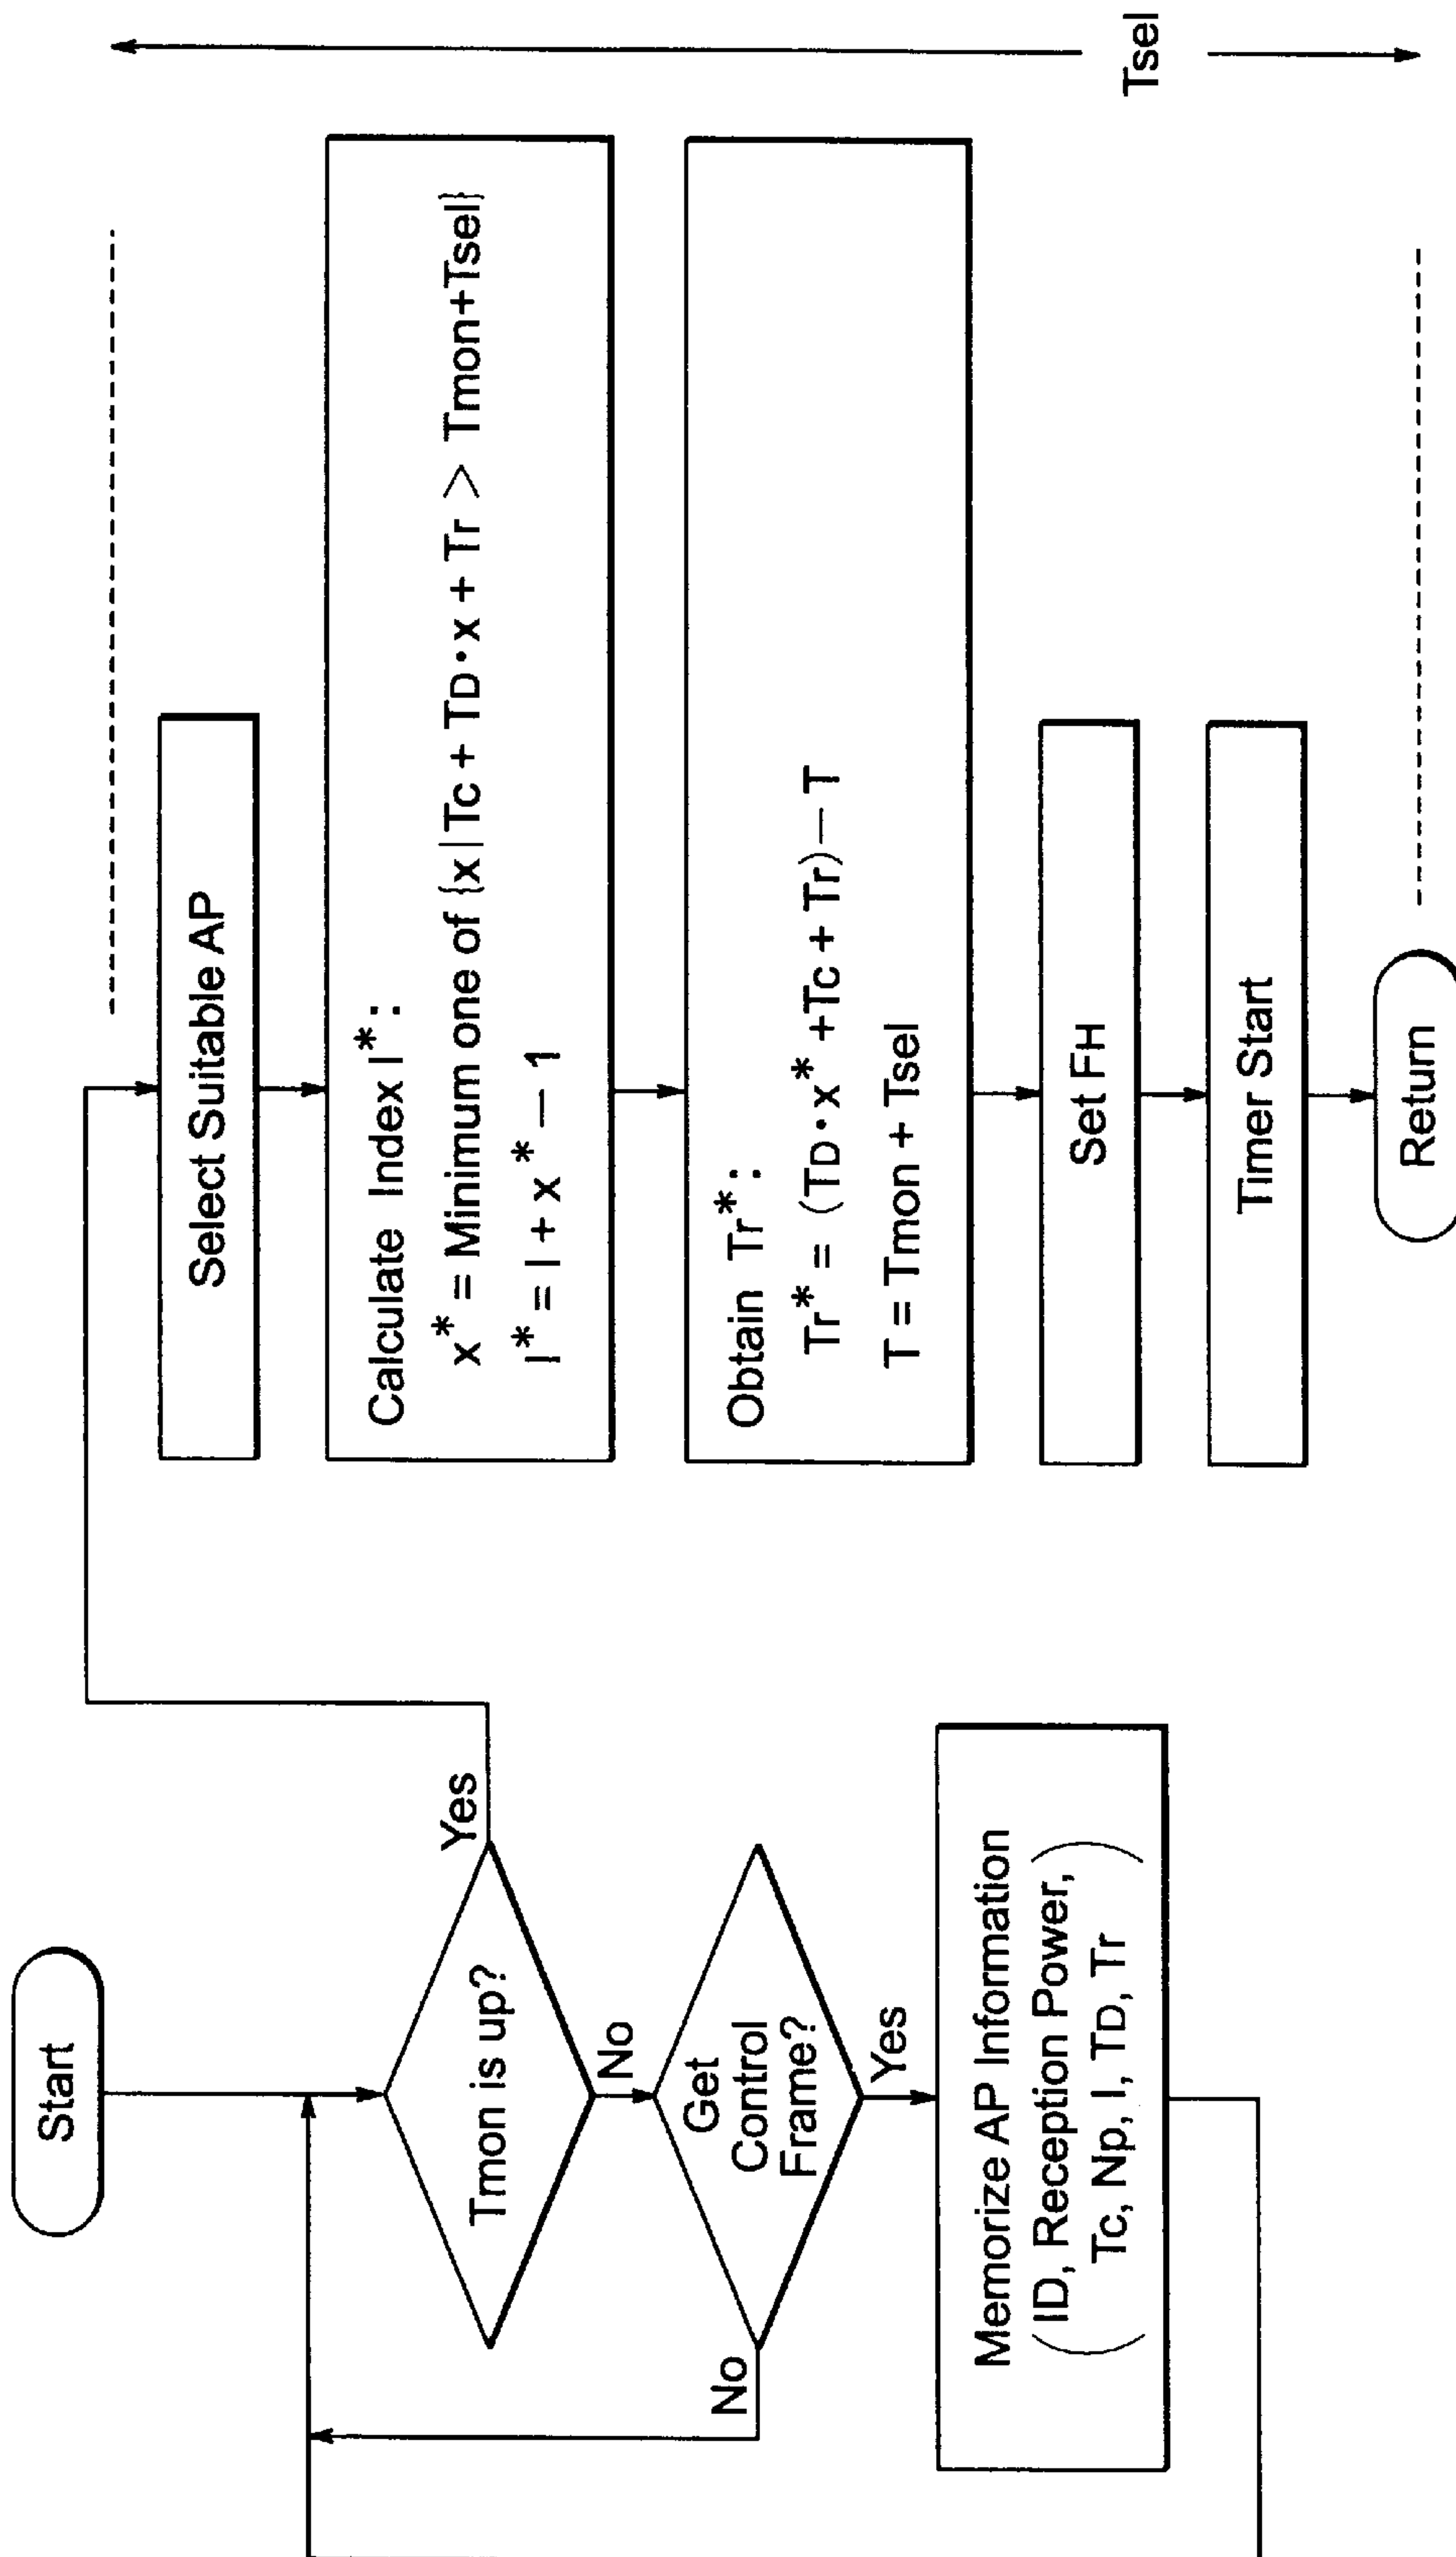 Start
Tmon is up?
Yes
No
Get
Control
Frame?
No
Yes
Memorize AP Information
(ID, Reception Power,
Tc, Np, I, TD, Tr)
Select Suitable AP
Calculate Index I*:
x* = Minimum one of {x | Tc + TD・x + Tr > Tmon+Tsel}
I* = I + x* — 1
Obtain Tr*:
Tr* = (TD・x* +Tc + Tr) — T
T = Tmon + Tsel
Set FH
Timer Start
Return
Tsel